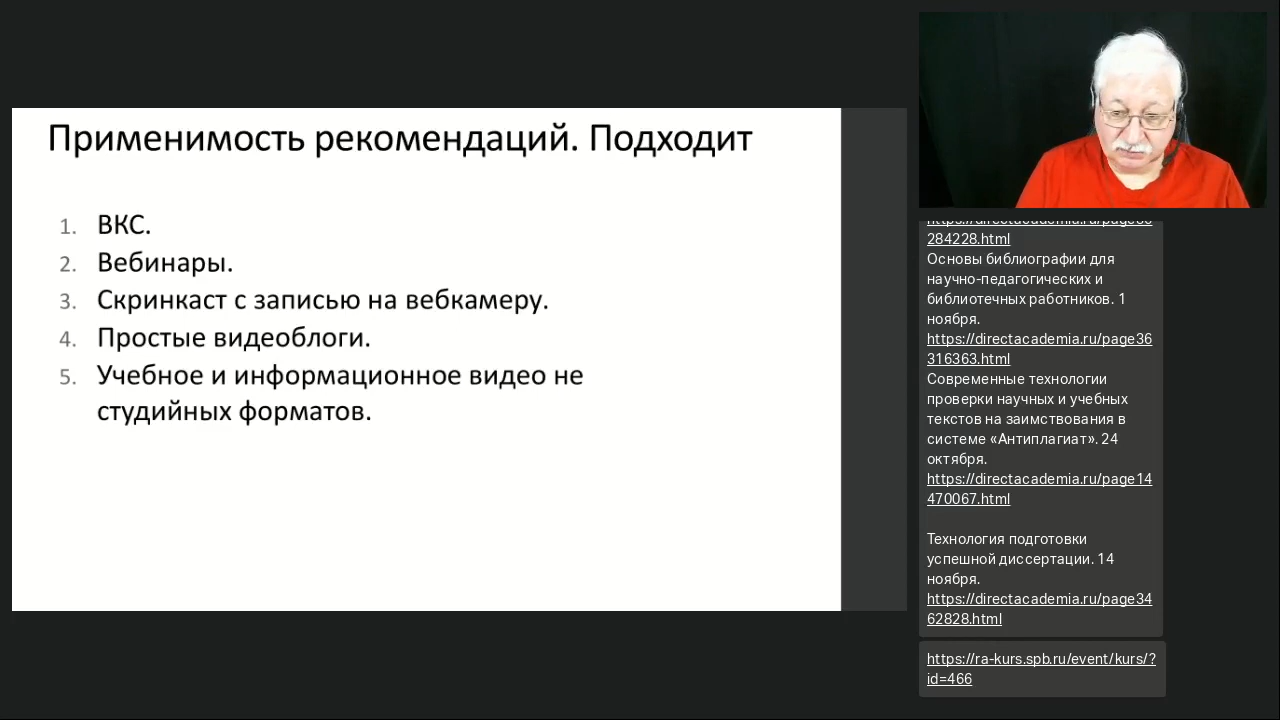 Применимость рекомендаций. Подходит
1. ВКС.
2. Вебинары.
3. Скринкаст с записью на вебкамеру.
4. Простые видеоблоги.
5. Учебное и информационное видео не
студийных форматов.
284228.html
Основы библиографии для
научно-педагогических и
библиотечных работников. 1
ноября.
https://directacademia.ru/page36
316363.html
Современные технологии
проверки научных и учебных
текстов на заимствования в
системе «Антиплагиат». 24
октября.
https://directacademia.ru/page14
470067.html
Технология подготовки
успешной диссертации. 14
ноября.
https://directacademia.ru/page34
62828.html
https://ra-kurs.spb.ru/event/kurs/?
id=466